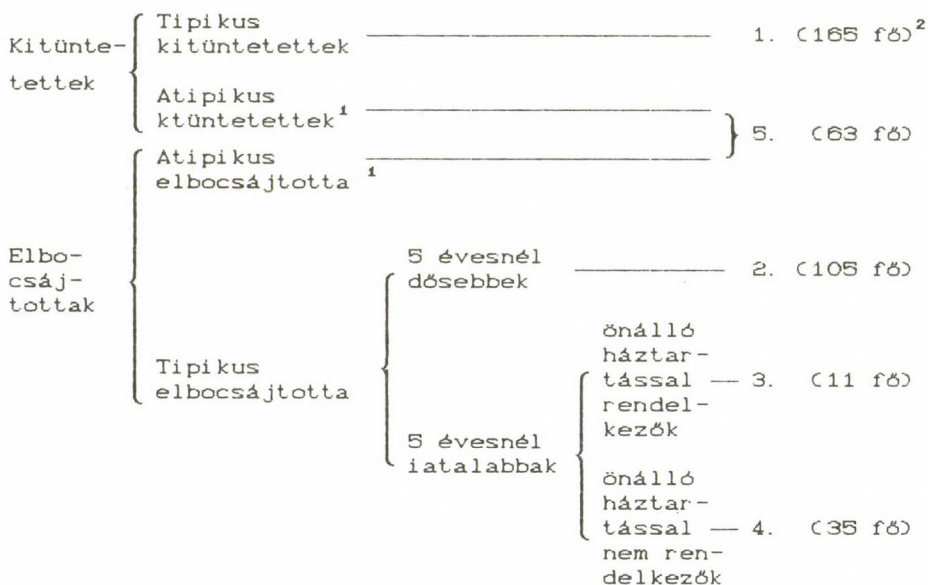 Kitünte-
tettek
Tipikus
kitüntetettek
1. (165 fő)²
Atipikus
ktüntetettek¹
Atipikus
elbocsájtotta ¹
5. (63 fő)
Elbo-
csáj-
tottak
5 évesnél
dősebbek
2. (105 fő)
Tipikus
elbocsájtotta
5 évesnél
iatalabbak
önálló
háztar-
tással
rendel-
kezők
3. (11 fő)
önálló
háztar-
tással
nem ren-
delkezők
4. (35 fő)